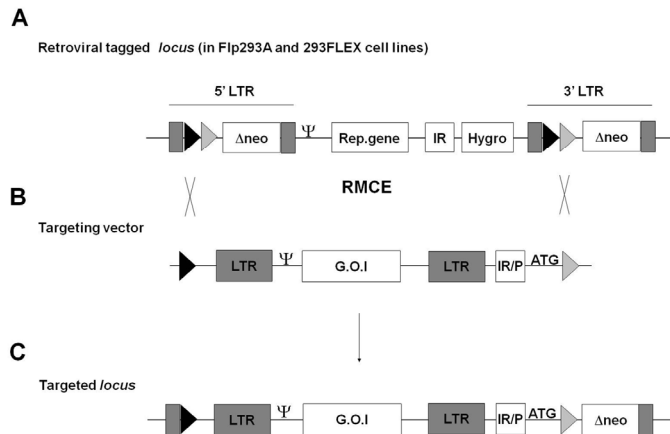 A
Retroviral tagged locus (in Flp293A and 293FLEX cell lines)
5' LTR 3' LTR
Δneo Ψ Rep.gene IR Hygro Δneo
RMCE
B
Targeting vector
LTR Ψ G.O.I LTR IR/P ATG
C
Targeted locus
LTR Ψ G.O.I LTR IR/P ATG Δneo